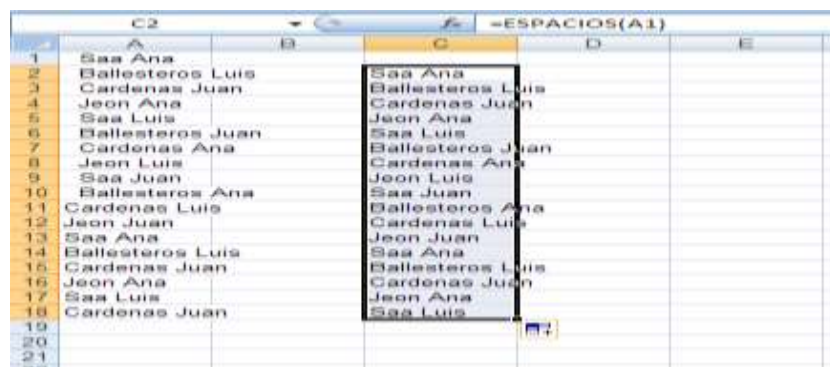 C2 fx =ESPACIOS(A1)
A B C D E
1 Saa Ana
2 Ballesteros Luis Saa Ana
3 Cardenas Juan Ballesteros Luis
4 Jeon Ana Cardenas Juan
5 Saa Luis Jeon Ana
6 Ballesteros Juan Saa Luis
7 Cardenas Ana Ballesteros Juan
8 Jeon Luis Cardenas Ana
9 Saa Juan Jeon Luis
10 Ballesteros Ana Saa Juan
11 Cardenas Luis Ballesteros Ana
12 Jeon Juan Cardenas Luis
13 Saa Ana Jeon Juan
14 Ballesteros Luis Saa Ana
15 Cardenas Juan Ballesteros Luis
16 Jeon Ana Cardenas Juan
17 Saa Luis Jeon Ana
18 Cardenas Juan Saa Luis
19
20
21